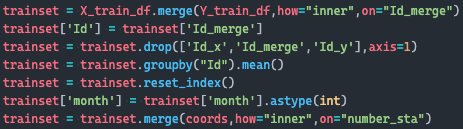 trainset = X_train_df.merge(Y_train_df,how="inner",on="Id_merge")
trainset['Id'] = trainset['Id_merge']
trainset = trainset.drop(['Id_x','Id_merge','Id_y'],axis=1)
trainset = trainset.groupby("Id").mean()
trainset = trainset.reset_index()
trainset['month'] = trainset['month'].astype(int)
trainset = trainset.merge(coords,how="inner",on="number_sta")